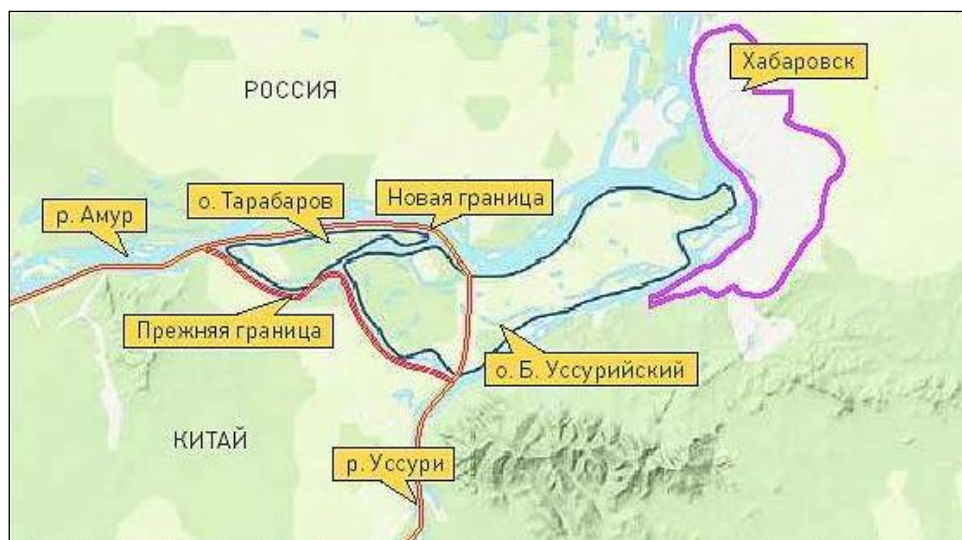 Хабаровск
РОССИЯ
о. Тарабаров
Новая граница
р. Амур
Прежняя граница
о. Б. Уссурийский
КИТАЙ
р. Уссури